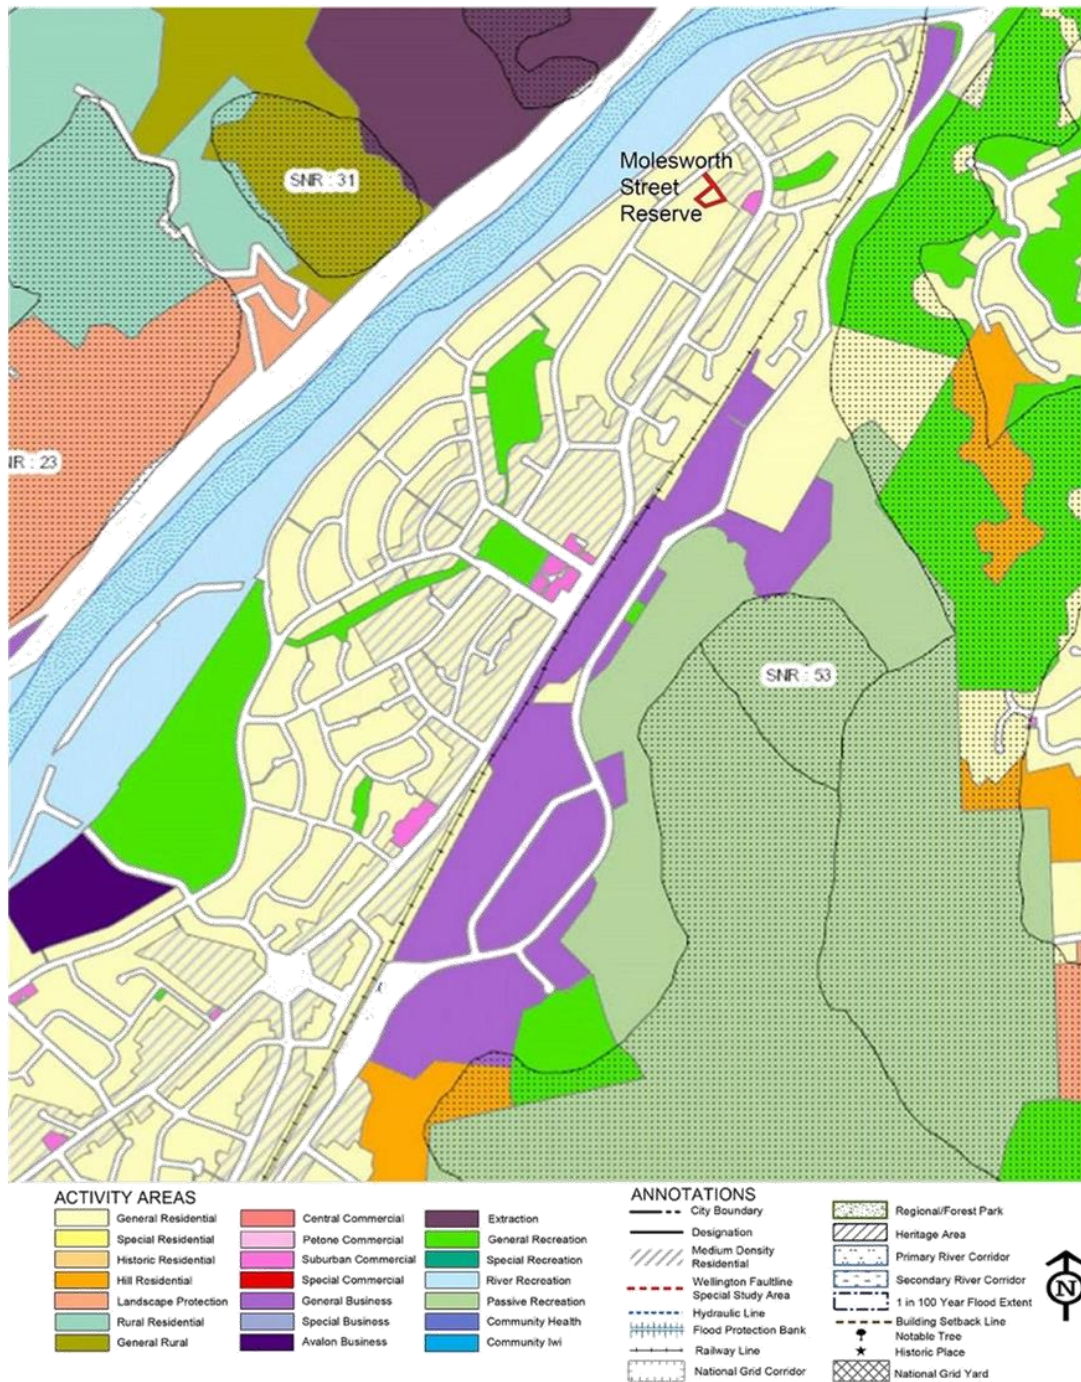 Molesworth
Street
Reserve
SNR : 31
NR : 23
SNR : 53
ACTIVITY AREAS
General Residential
Special Residential
Historic Residential
Hill Residential
Landscape Protection
Rural Residential
General Rural
Central Commercial
Petone Commercial
Suburban Commercial
Special Commercial
General Business
Special Business
Avalon Business
Extraction
General Recreation
Special Recreation
River Recreation
Passive Recreation
Community Health
Community Iwi
ANNOTATIONS
City Boundary
Designation
Medium Density
Residential
Wellington Faultline
Special Study Area
Hydraulic Line
Flood Protection Bank
Railway Line
National Grid Corridor
Regional/Forest Park
Heritage Area
Primary River Corridor
Secondary River Corridor
1 in 100 Year Flood Extent
Building Setback Line
Notable Tree
Historic Place
National Grid Yard
N